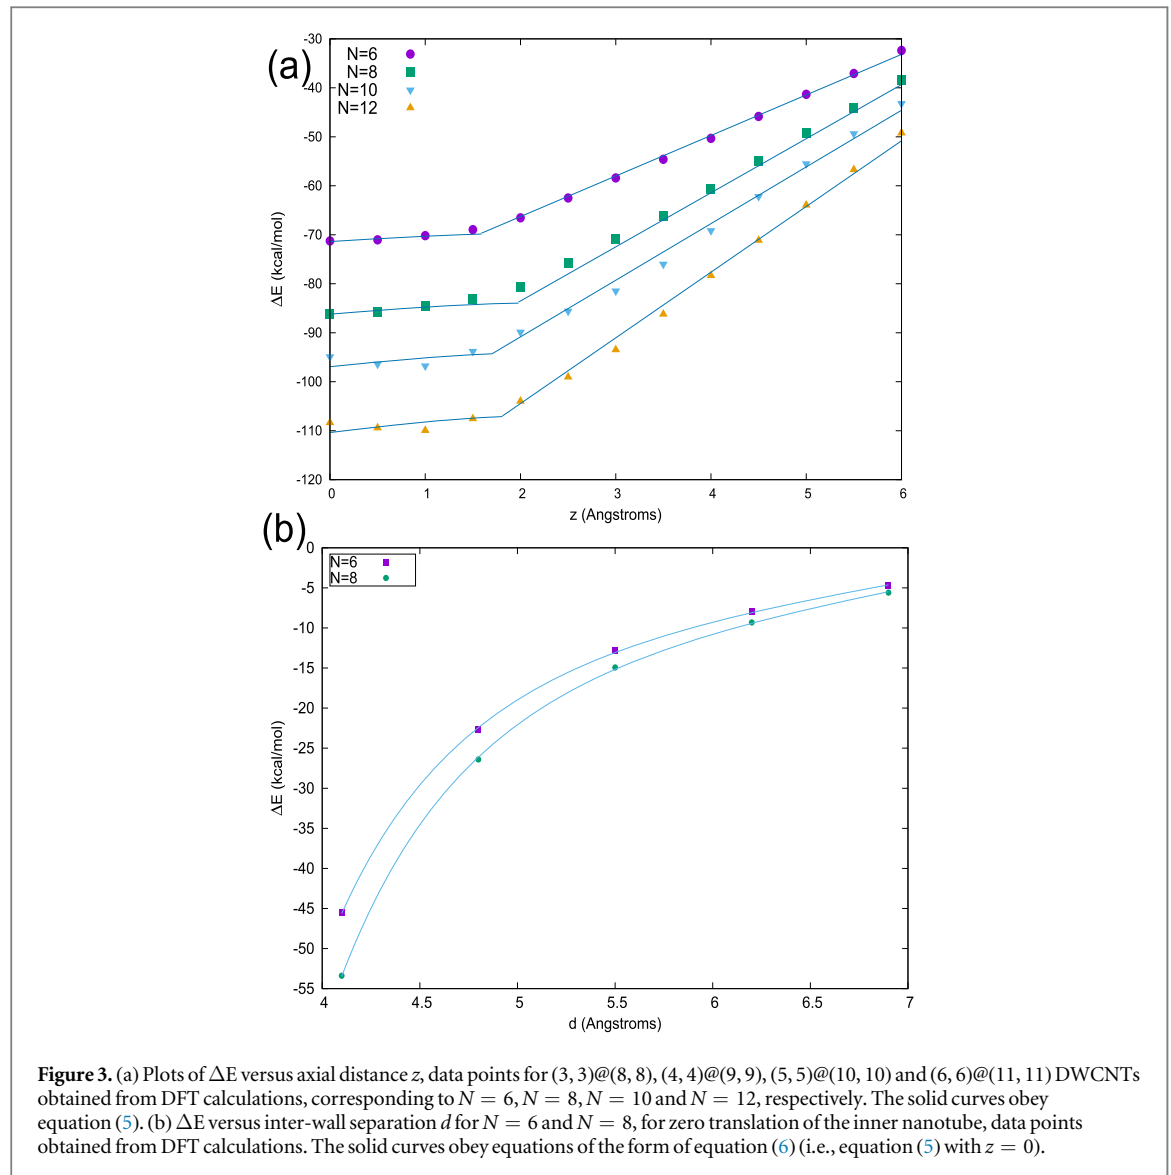 (a)
N=6
N=8
N=10
N=12
-30
-40
-50
-60
-70
-80
-90
-100
-110
-120
ΔE (kcal/mol)
0 1 2 3 4 5 6
z (Angstroms)
(b)
N=6
N=8
0
-5
-10
-15
-20
-25
-30
-35
-40
-45
-50
-55
ΔE (kcal/mol)
4 4.5 5 5.5 6 6.5 7
d (Angstroms)
Figure 3. (a) Plots of ΔE versus axial distance z, data points for (3, 3)@(8, 8), (4, 4)@(9, 9), (5, 5)@(10, 10) and (6, 6)@(11, 11) DWCNTs
obtained from DFT calculations, corresponding to N = 6, N = 8, N = 10 and N = 12, respectively. The solid curves obey
equation (5). (b) ΔE versus inter-wall separation d for N = 6 and N = 8, for zero translation of the inner nanotube, data points
obtained from DFT calculations. The solid curves obey equations of the form of equation (6) (i.e., equation (5) with z = 0).